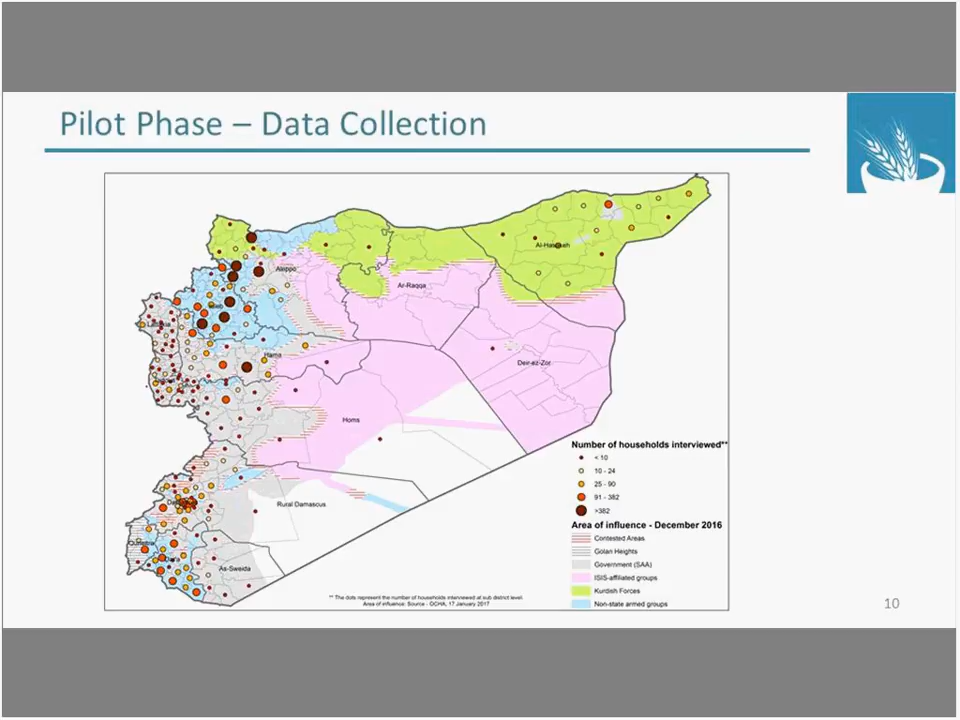 Pilot Phase – Data Collection
Aleppo
Al-Hasakeh
Ar-Raqqa
Idleb
Hama
Deir-ez-Zor
Homs
Rural Damascus
As-Sweida
Number of households interviewed**
< 10
10 - 24
25 - 90
91 - 382
>382
Area of influence - December 2016
Contested Areas
Golan Heights
Government (SAA)
ISIS-affiliated groups
Kurdish Forces
Non-state armed groups
** The dots represent the number of households interviewed at sub district level.
Area of influence: Source - OCHA, 17 January 2017
10